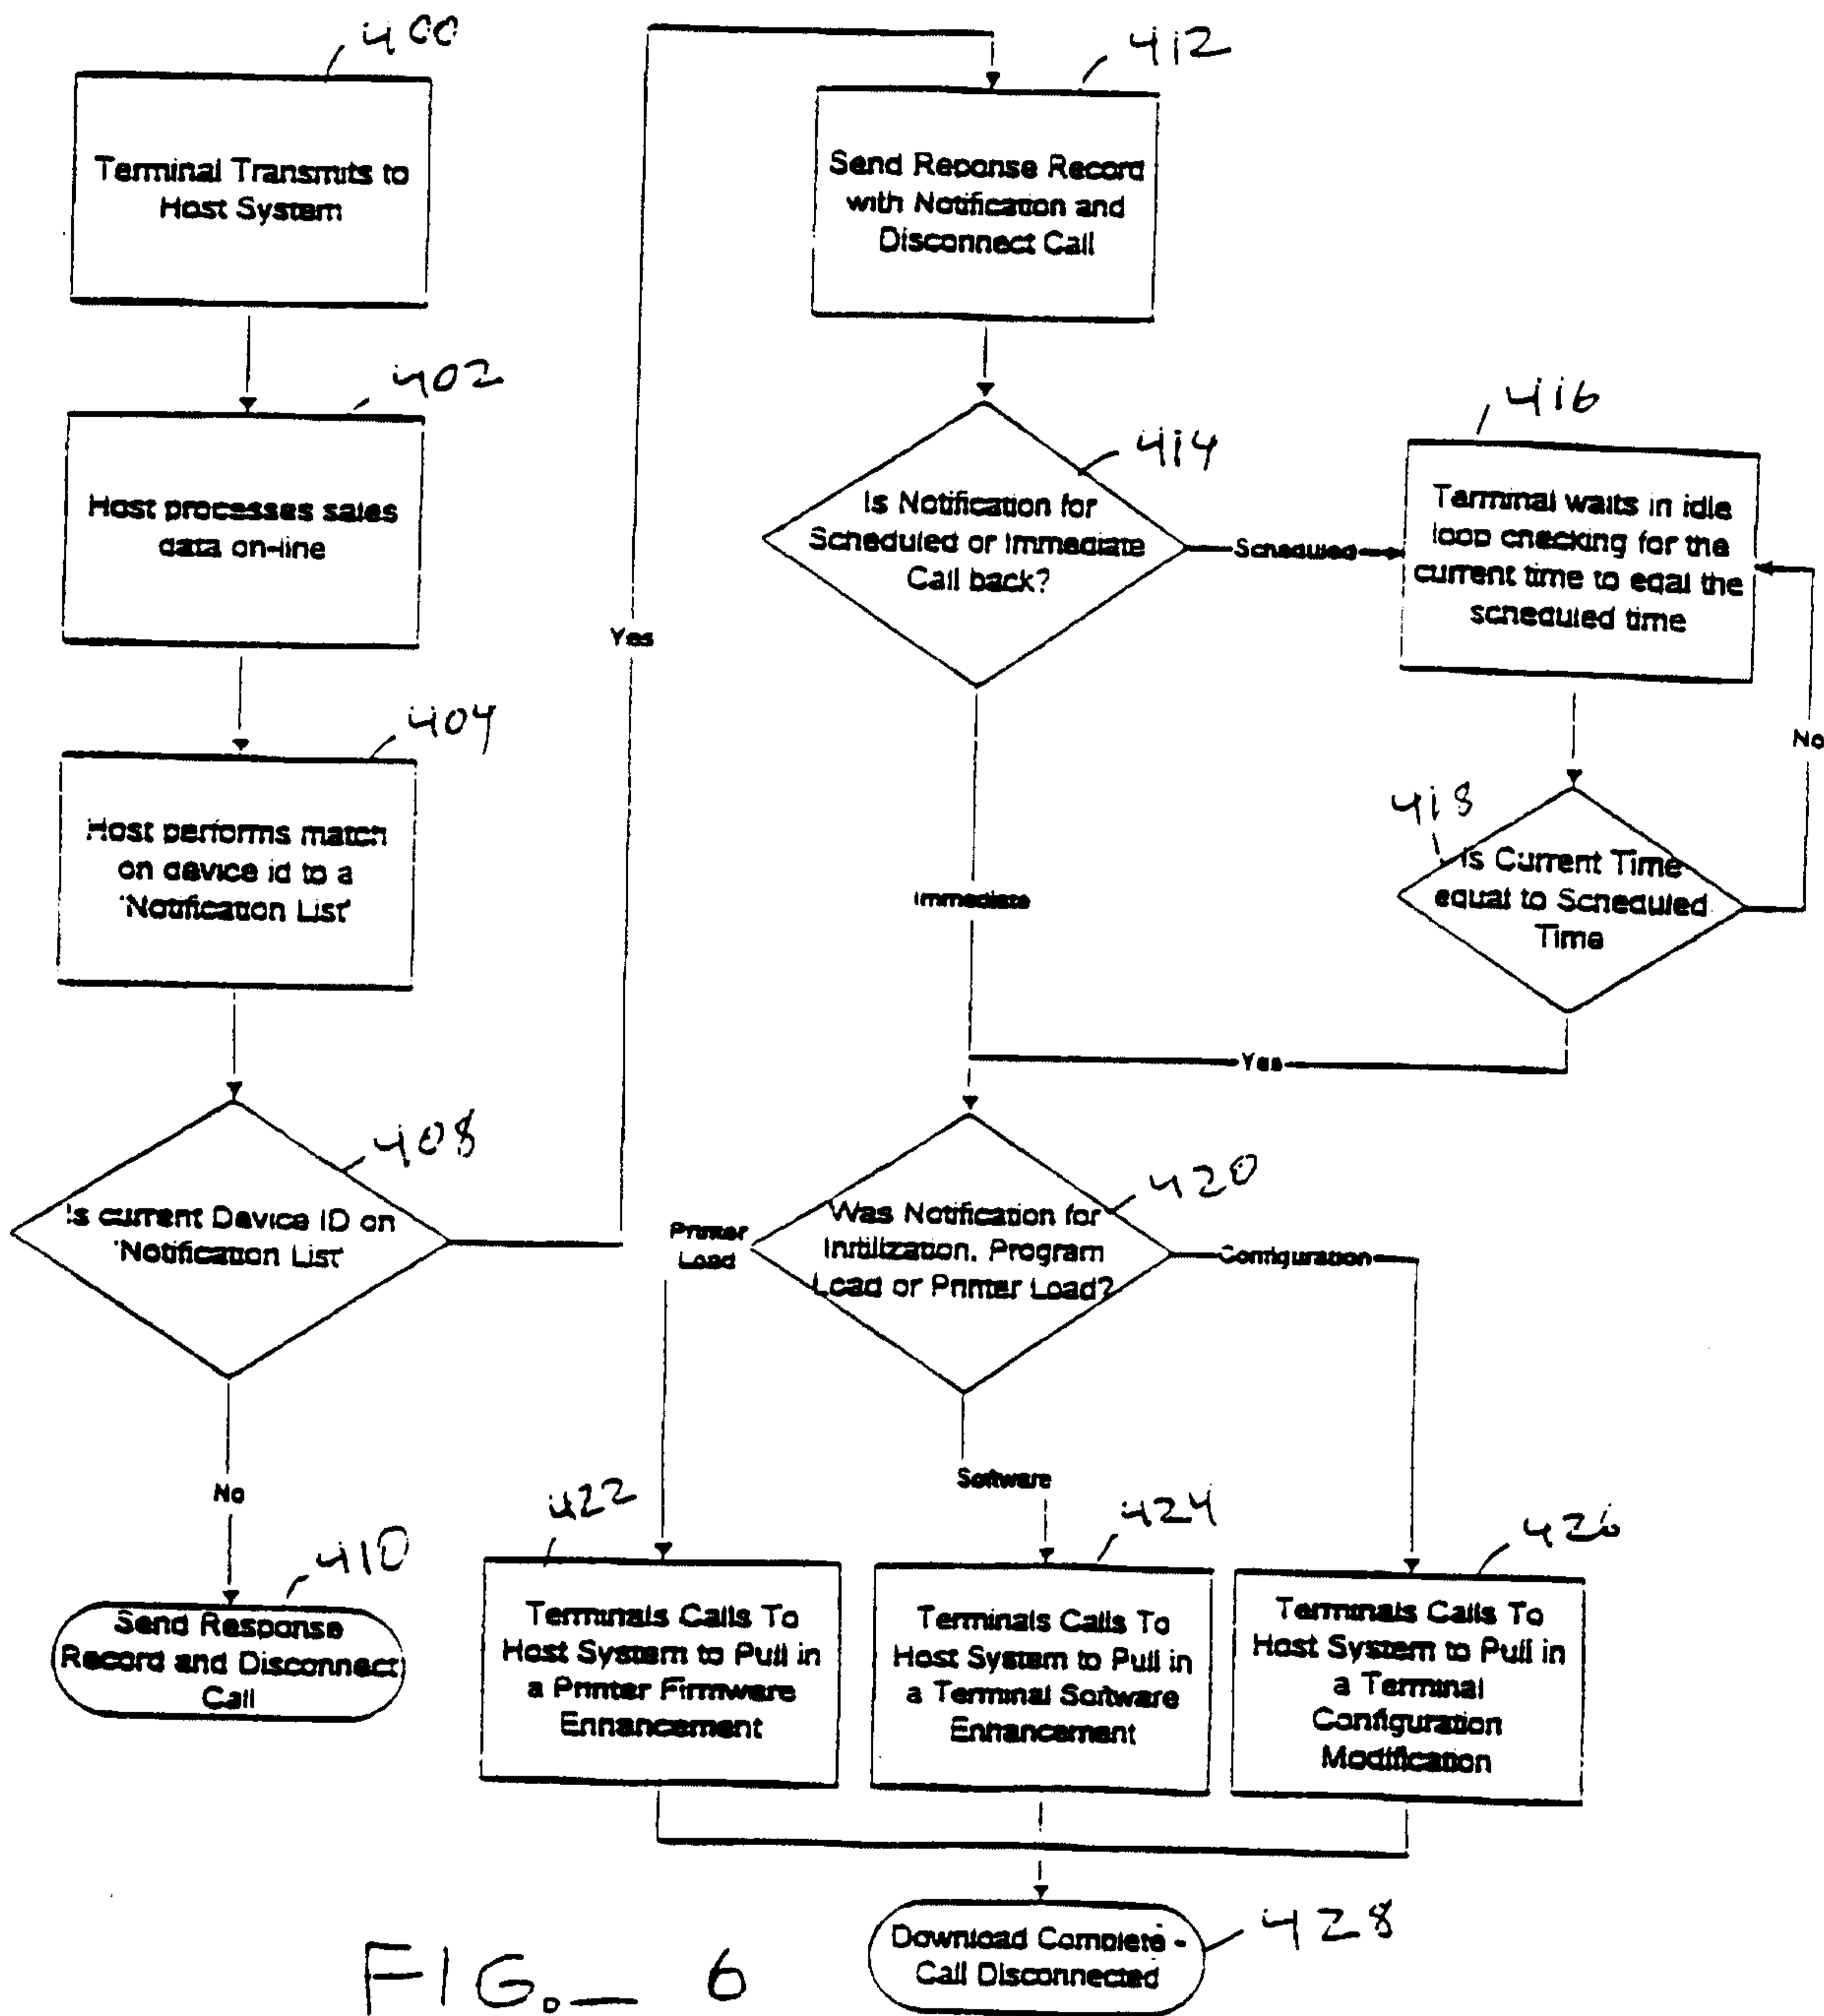 400
Terminal Transmits to
Host System
402
Host processes sales
data on-line
404
Host performs match
on device id to a
'Notification List'
408
Is current Device ID on
'Notification List'
Yes
No
410
Send Response
Record and Disconnect
Call
412
Send Reponse Record
with Notification and
Disconnect Call
414
Is Notification for
Scheduled or Immediate
Call back?
Scheduled
416
Terminal waits in idle
loop checking for the
current time to eqal the
scheduled time
No
418
Is Current Time
equal to Scheduled
Time
Immediate
Yes
420
Was Notification for
Initilization, Program
Load or Printer Load?
Printer
Load
Configuration
Software
422
Terminals Calls To
Host System to Pull in
a Printer Firmware
Enhancement
424
Terminals Calls To
Host System to Pull in
a Terminal Software
Enhancement
426
Terminals Calls To
Host System to Pull in
a Terminal
Configuration
Modification
428
Download Complete -
Call Disconnected
FIG._ 6